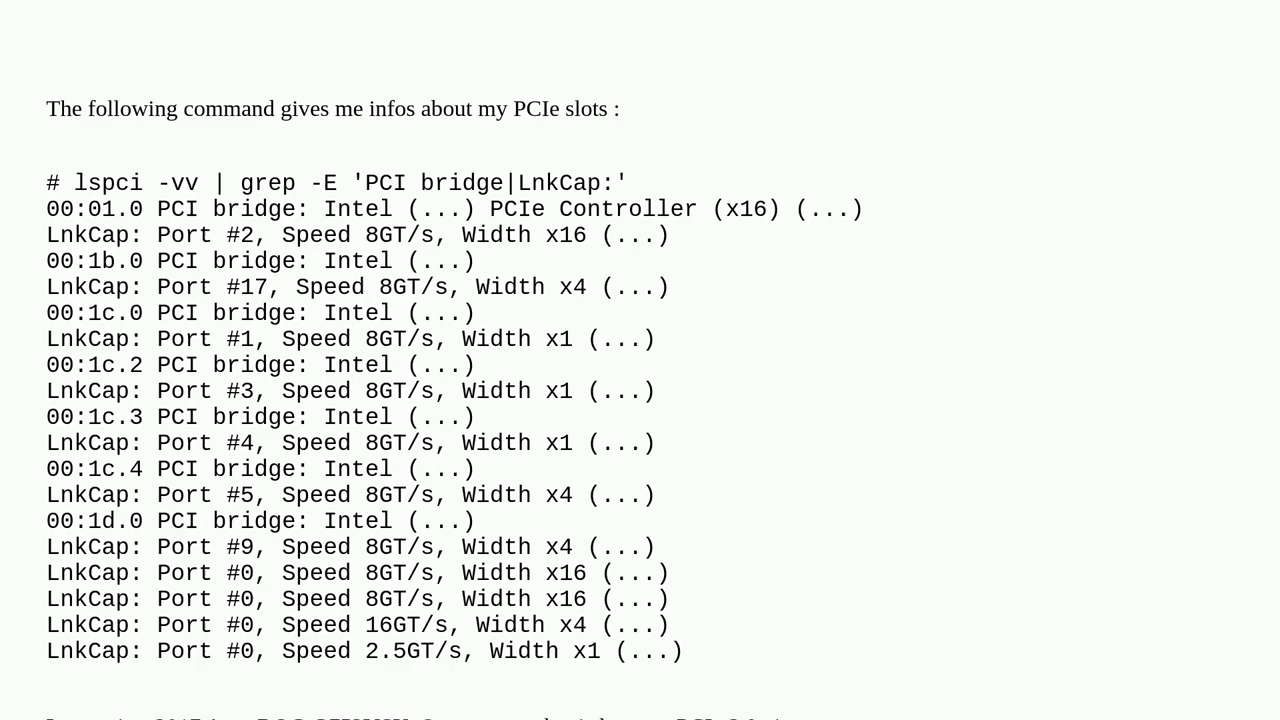 The following command gives me infos about my PCIe slots :
# lspci -vv | grep -E 'PCI bridge|LnkCap:'
00:01.0 PCI bridge: Intel (...) PCIe Controller (x16) (...)
LnkCap: Port #2, Speed 8GT/s, Width x16 (...)
00:1b.0 PCI bridge: Intel (...)
LnkCap: Port #17, Speed 8GT/s, Width x4 (...)
00:1c.0 PCI bridge: Intel (...)
LnkCap: Port #1, Speed 8GT/s, Width x1 (...)
00:1c.2 PCI bridge: Intel (...)
LnkCap: Port #3, Speed 8GT/s, Width x1 (...)
00:1c.3 PCI bridge: Intel (...)
LnkCap: Port #4, Speed 8GT/s, Width x1 (...)
00:1c.4 PCI bridge: Intel (...)
LnkCap: Port #5, Speed 8GT/s, Width x4 (...)
00:1d.0 PCI bridge: Intel (...)
LnkCap: Port #9, Speed 8GT/s, Width x4 (...)
LnkCap: Port #0, Speed 8GT/s, Width x16 (...)
LnkCap: Port #0, Speed 8GT/s, Width x16 (...)
LnkCap: Port #0, Speed 16GT/s, Width x4 (...)
LnkCap: Port #0, Speed 2.5GT/s, Width x1 (...)